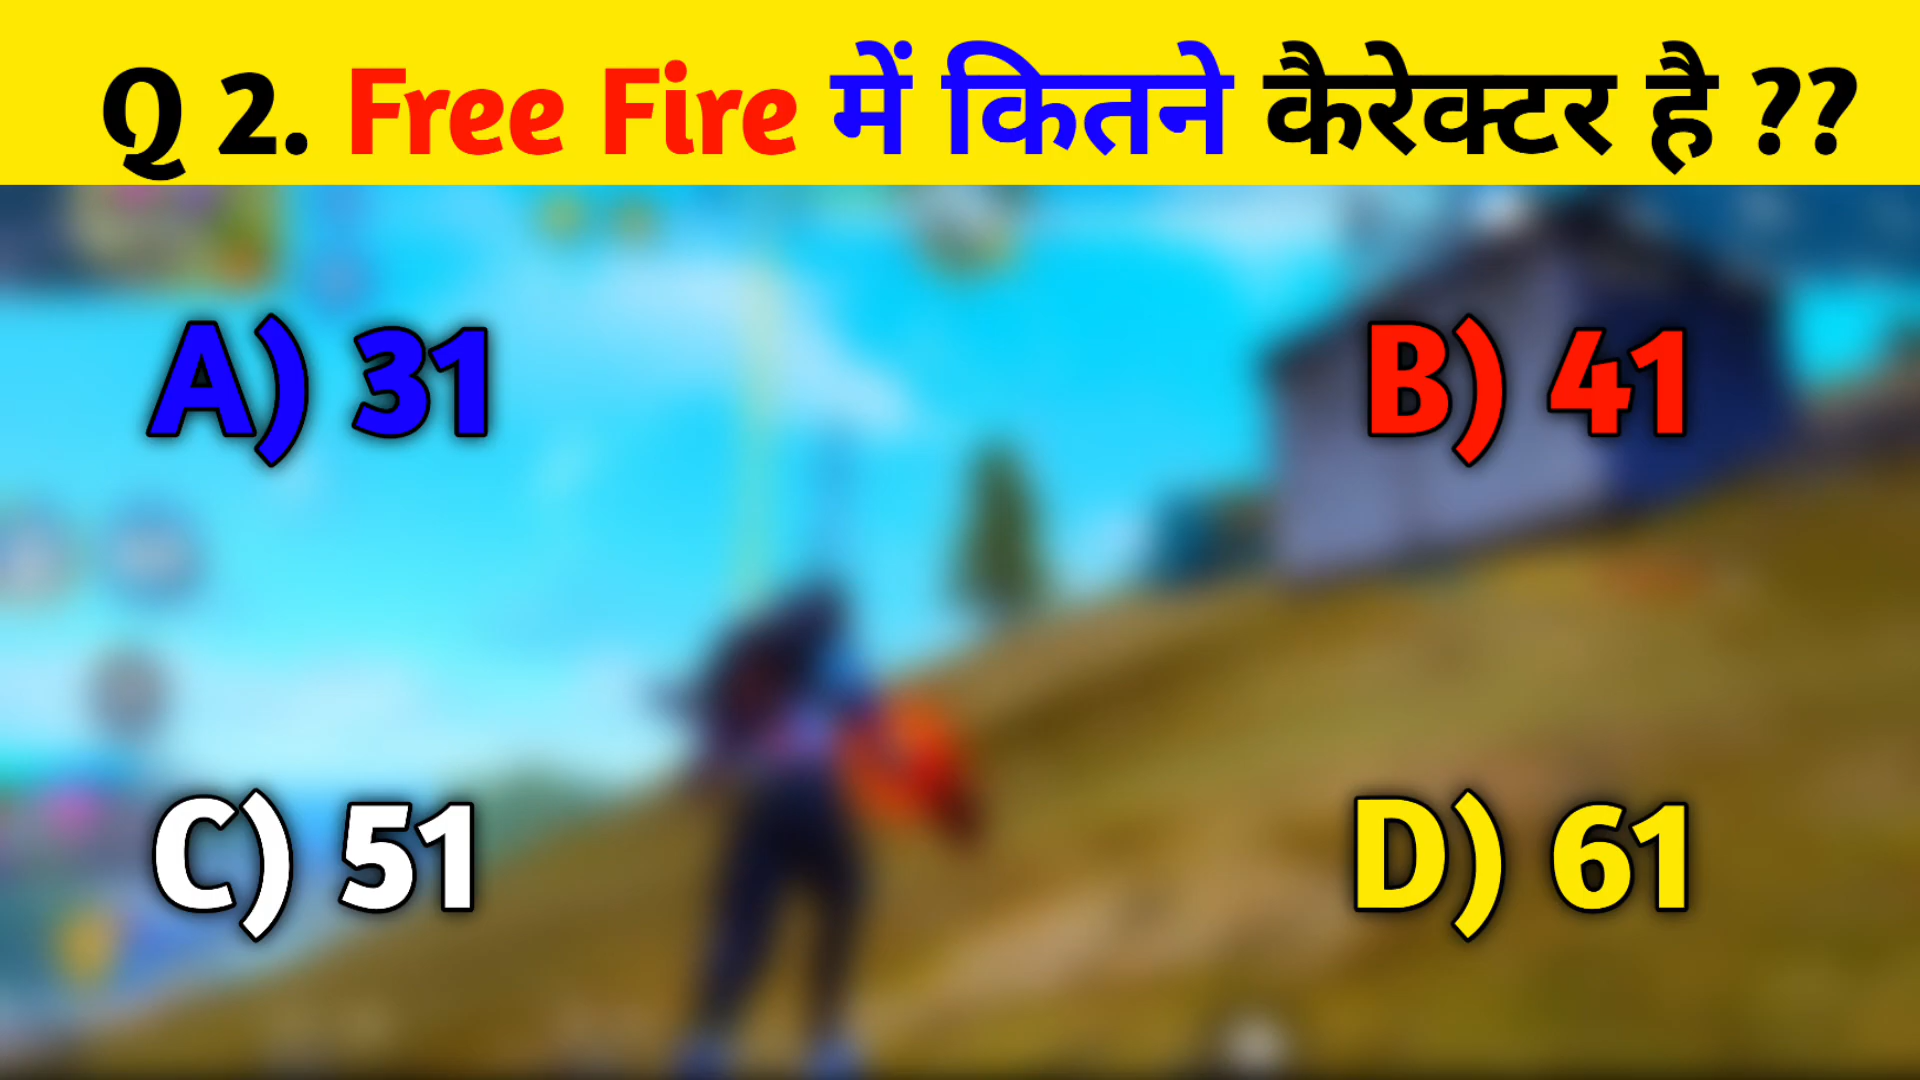 Q 2. Free Fire में कितने कैरेक्टर है ??
A) 31
B) 41
C) 51
D) 61